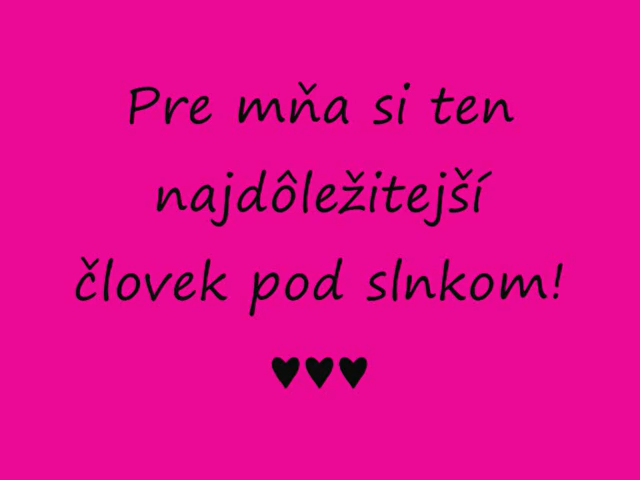 Pre mňa si ten
najdôležitejší
človek pod slnkom!
♥♥♥